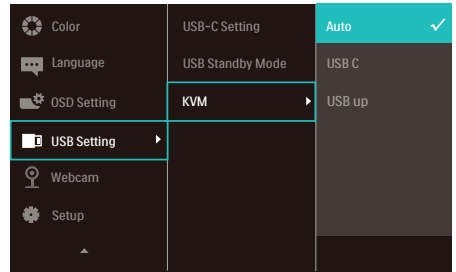 Color
Language
OSD Setting
USB Setting
Webcam
Setup
USB-C Setting
USB Standby Mode
KVM
Auto
USB C
USB up